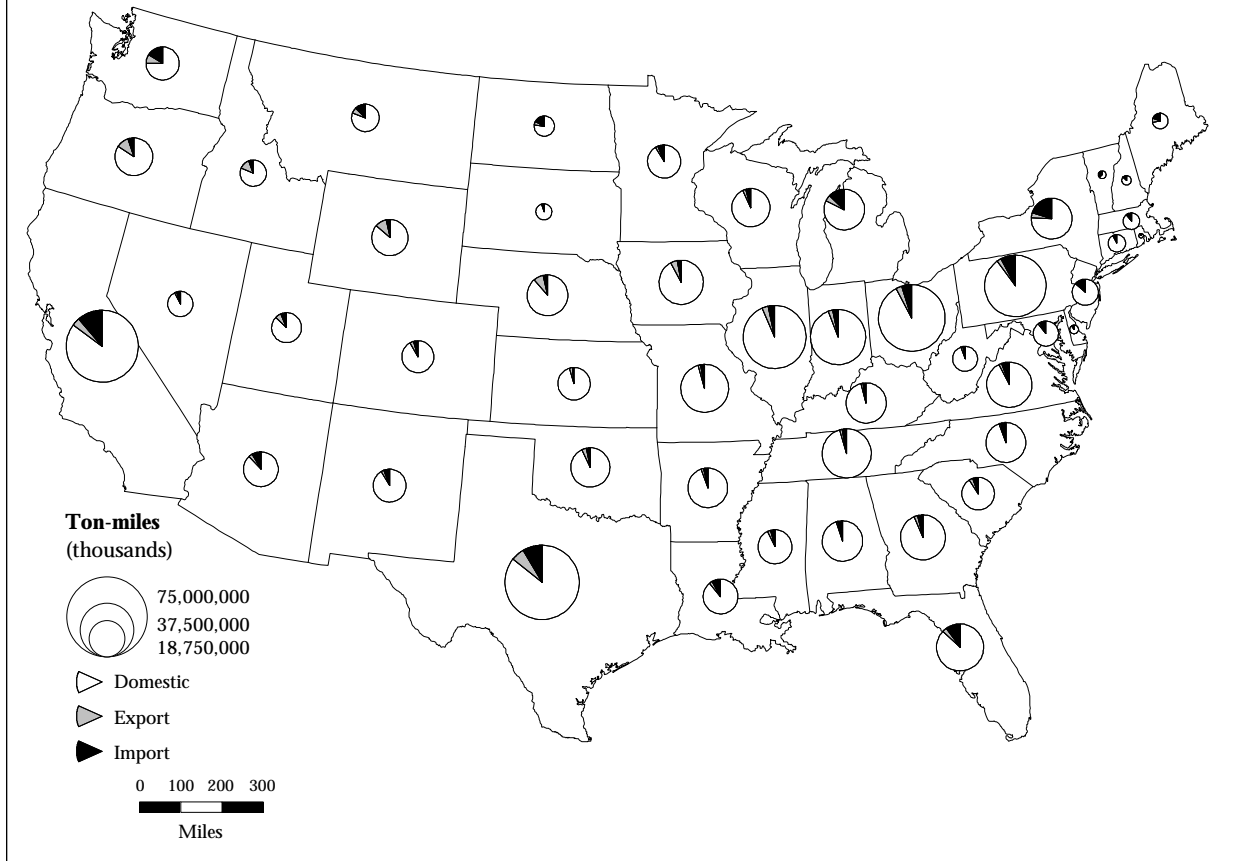 Ton-miles
(thousands)
75,000,000
37,500,000
18,750,000
Domestic
Export
Import
0 100 200 300
Miles